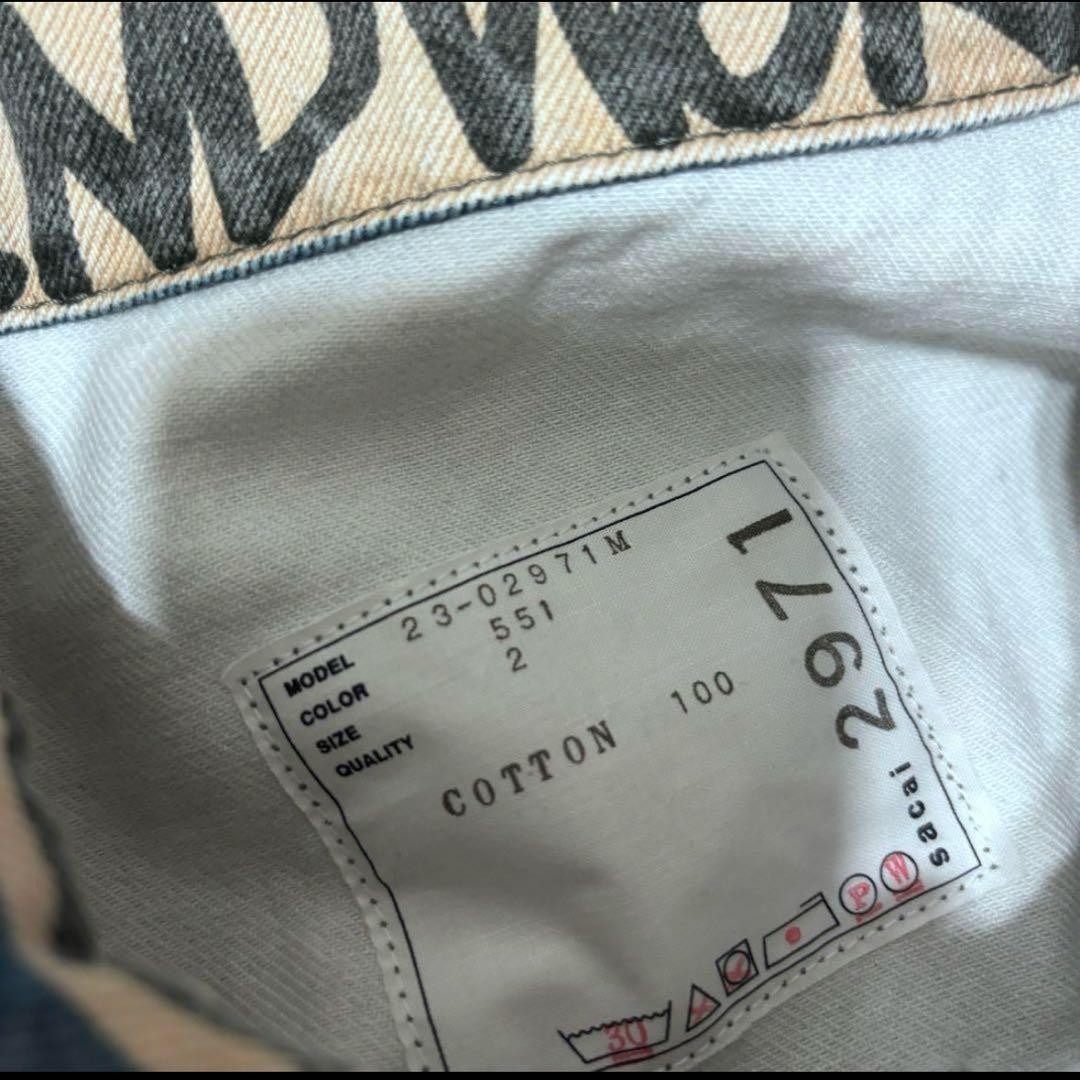 MODEL 23-02971M
COLOR 551
SIZE 2
QUALITY
COTTON 100
2971
sacai
30
P
W